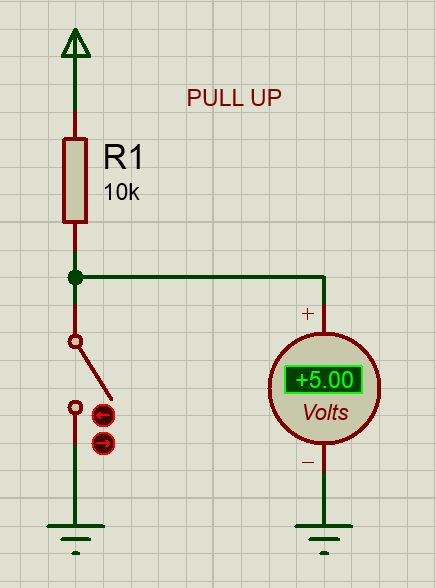 PULL UP
R1
10k
+
+5.00
Volts
−